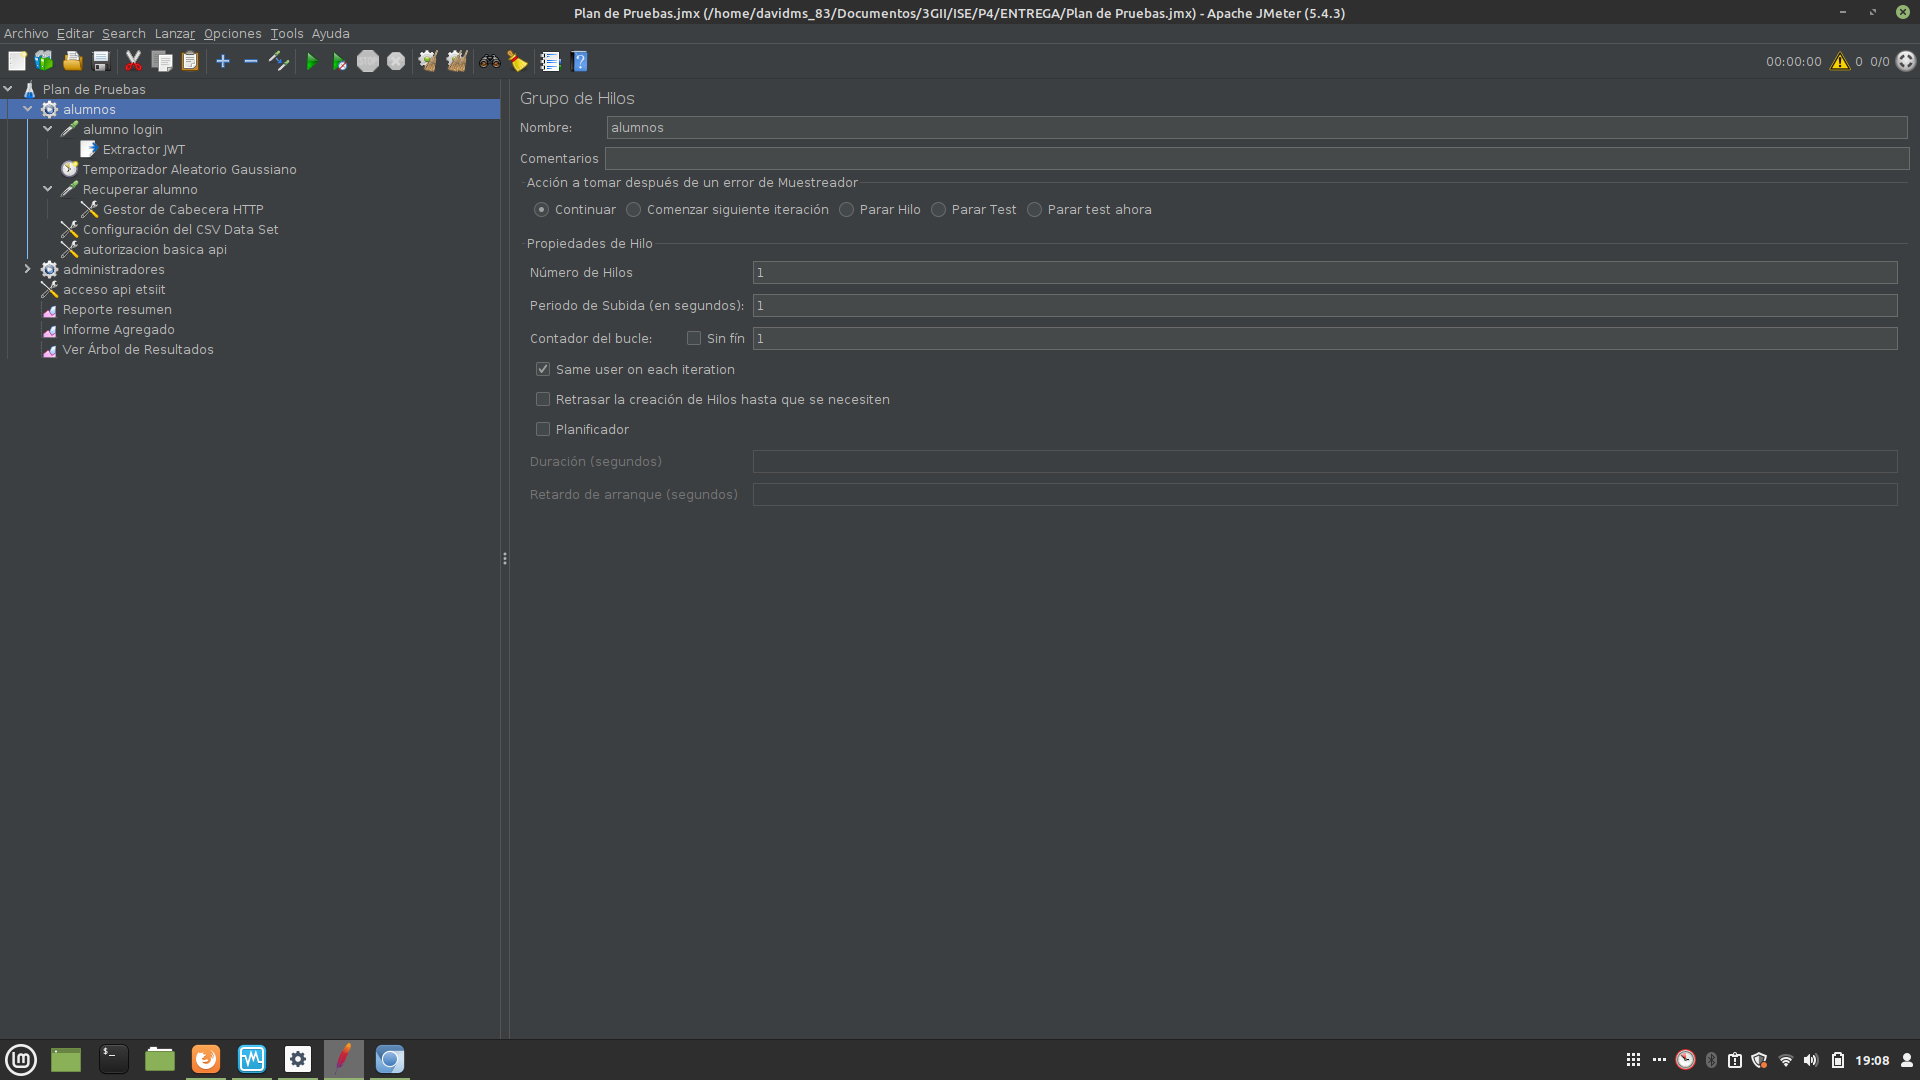 Plan de Pruebas.jmx (/home/davidms_83/Documentos/3GII/ISE/P4/ENTREGA/Plan de Pruebas.jmx) - Apache JMeter (5.4.3)
Archivo Editar Search Lanzar Opciones Tools Ayuda
00:00:00 0 0/0
Plan de Pruebas
alumnos
alumno login
Extractor JWT
Temporizador Aleatorio Gaussiano
Recuperar alumno
Gestor de Cabecera HTTP
Configuración del CSV Data Set
autorizacion basica api
administradores
acceso api etsiit
Reporte resumen
Informe Agregado
Ver Árbol de Resultados
Grupo de Hilos
Nombre: alumnos
Comentarios
Acción a tomar después de un error de Muestreador
Continuar Comenzar siguiente iteración Parar Hilo Parar Test Parar test ahora
Propiedades de Hilo
Número de Hilos 1
Periodo de Subida (en segundos): 1
Contador del bucle: Sin fín 1
Same user on each iteration
Retrasar la creación de Hilos hasta que se necesiten
Planificador
Duración (segundos)
Retardo de arranque (segundos)
19:08